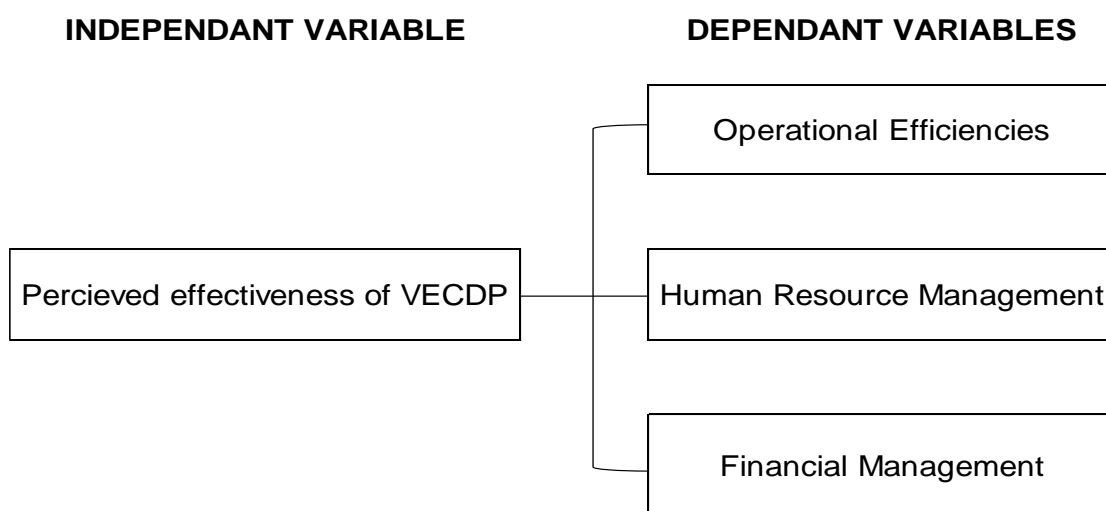 INDEPENDANT VARIABLE
DEPENDANT VARIABLES
Operational Efficiencies
Percieved effectiveness of VECDP
Human Resource Management
Financial Management